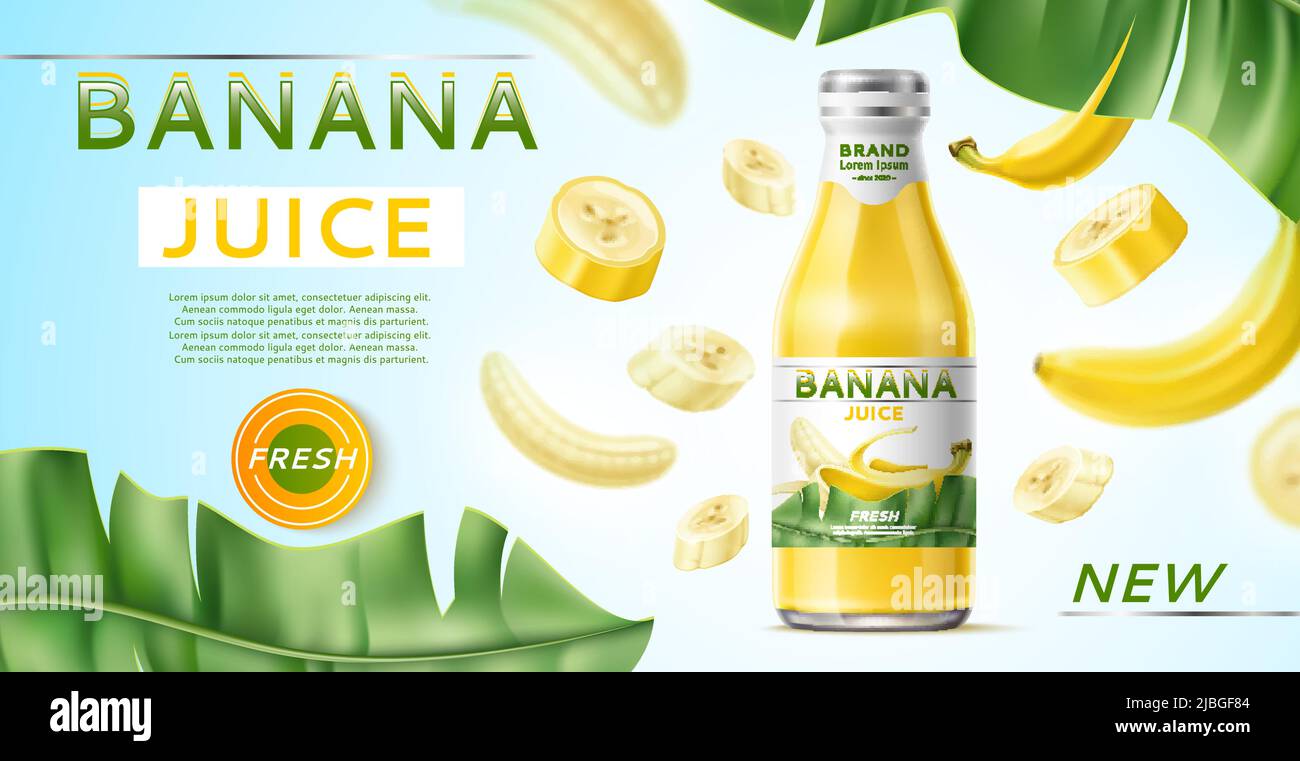 BANANA
JUICE
Lorem ipsum dolor sit amet, consectetuer adipiscing elit.
Aenean commodo ligula eget dolor. Aenean massa.
Cum sociis natoque penatibus et magnis dis parturient.
Lorem ipsum dolor sit amet, consectetuer adipiscing elit.
Aenean commodo ligula eget dolor. Aenean massa.
Cum sociis natoque penatibus et magnis dis parturient.
FRESH
BRAND
Lorem Ipsum
since 2020
BANANA
JUICE
FRESH
NEW
alamy
Image ID: 2JBGF84
www.alamy.com